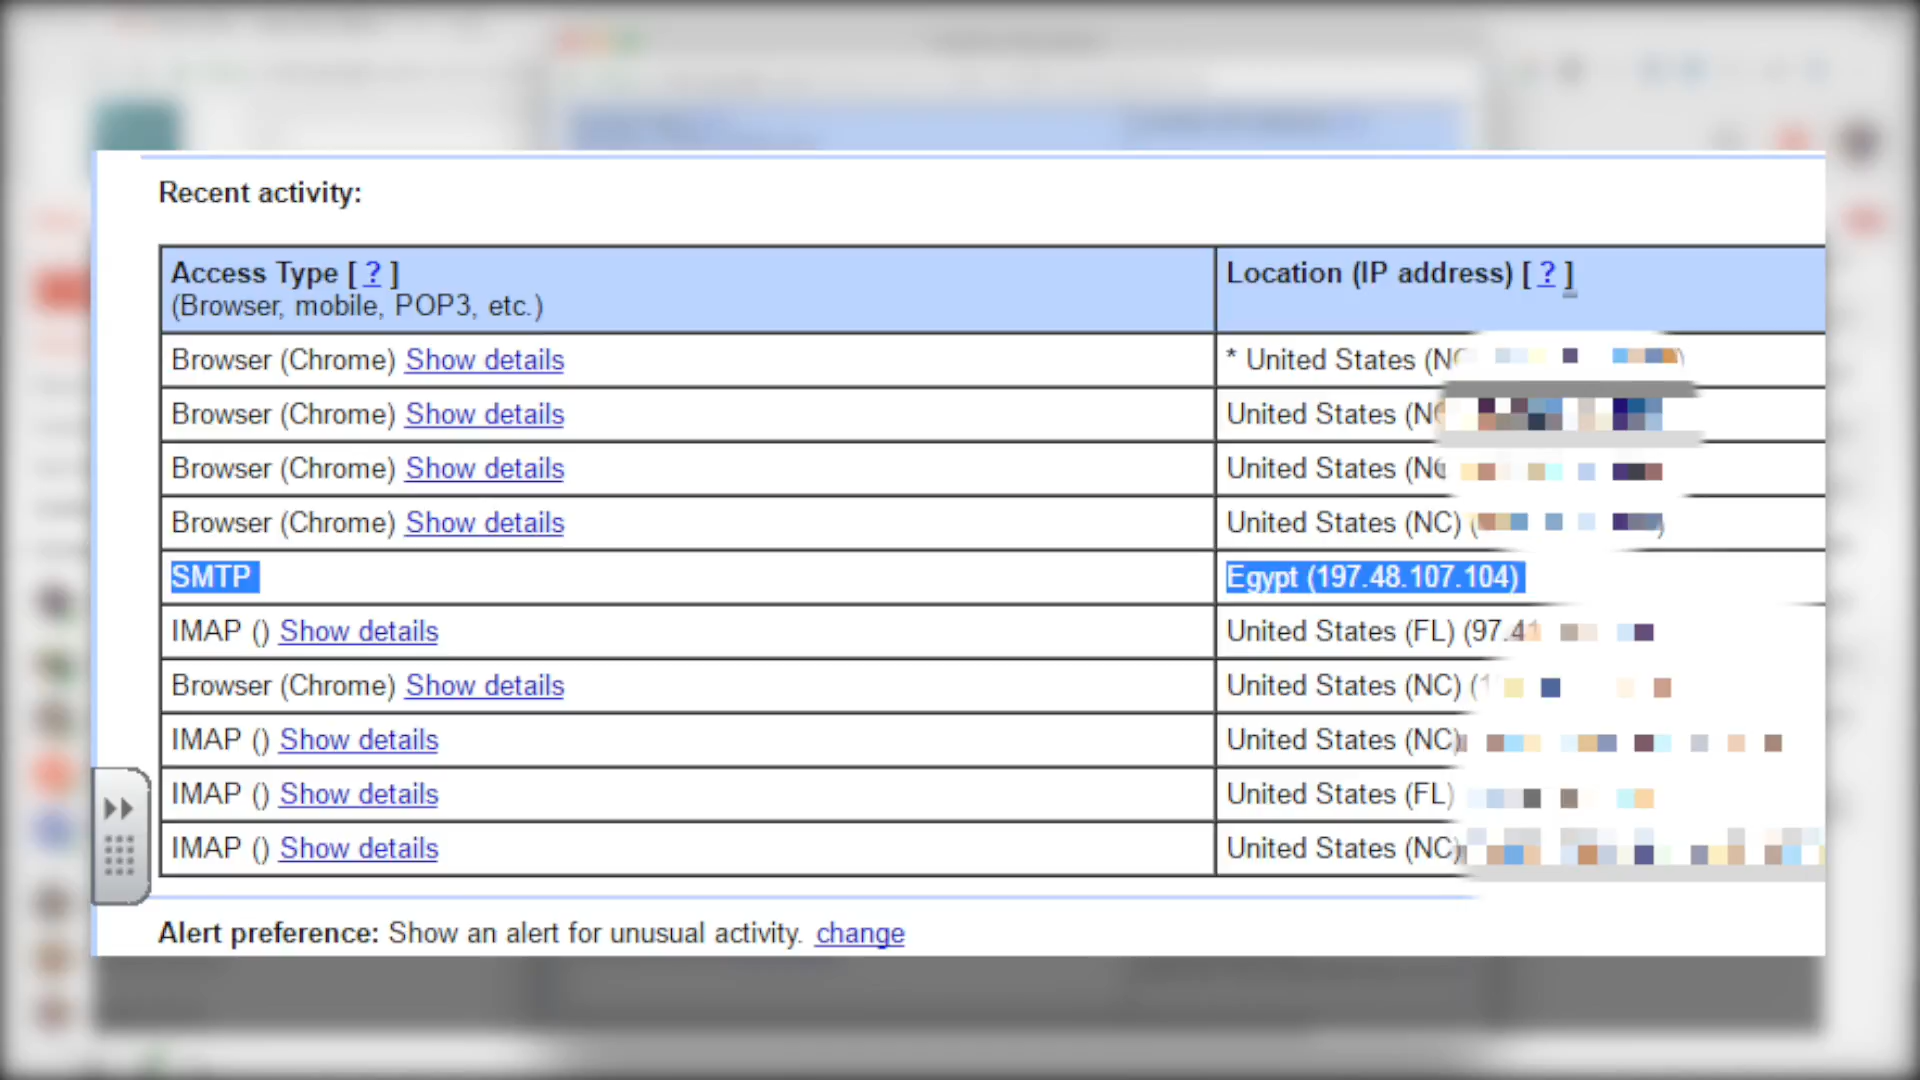 Recent activity:
Access Type [ ? ]
(Browser, mobile, POP3, etc.)
Location (IP address) [ ? ]
Browser (Chrome) Show details
* United States
Browser (Chrome) Show details
United States
Browser (Chrome) Show details
United States
Browser (Chrome) Show details
United States (NC)
SMTP
Egypt (197.48.107.104)
IMAP () Show details
United States (FL) (97.41
Browser (Chrome) Show details
United States (NC)
IMAP () Show details
United States (NC)
IMAP () Show details
United States (FL)
IMAP () Show details
United States (NC)
Alert preference: Show an alert for unusual activity. change